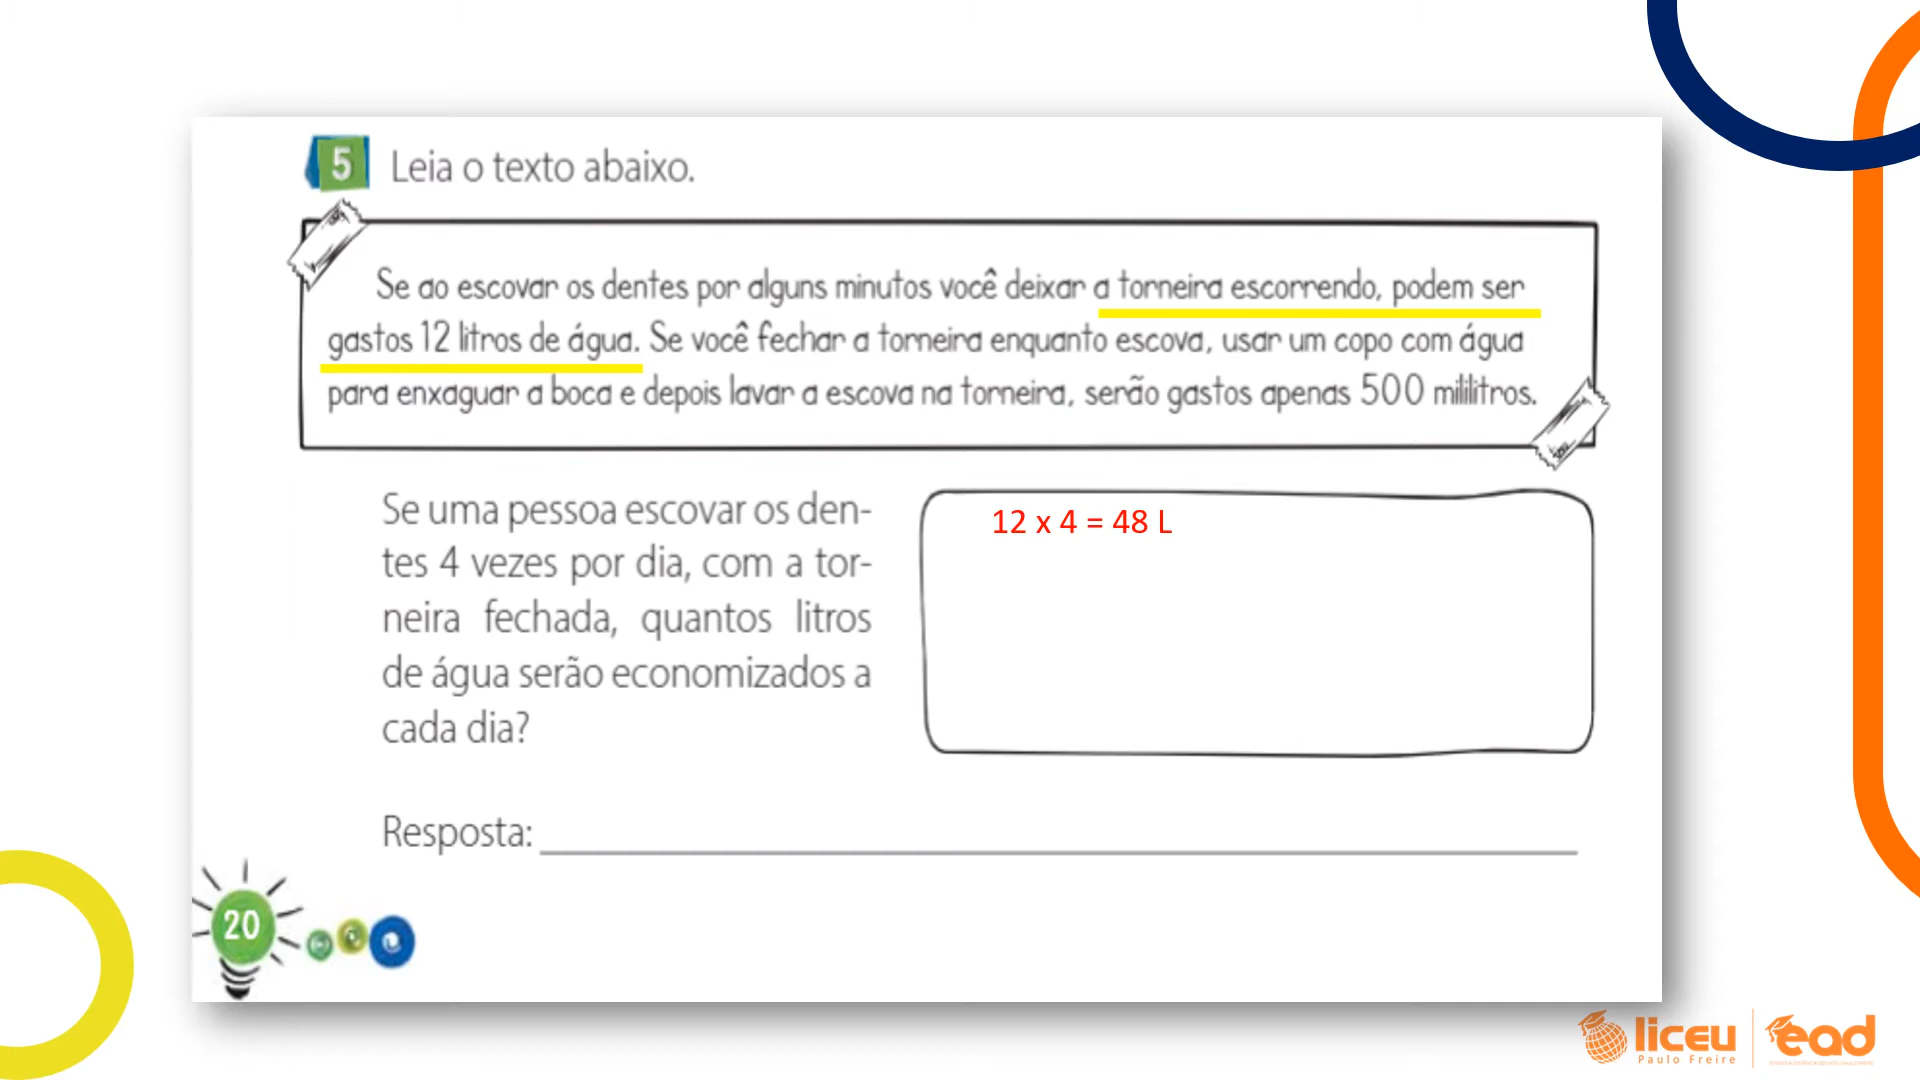 5 Leia o texto abaixo.
Se ao escovar os dentes por alguns minutos você deixar a torneira escorrendo, podem ser
gastos 12 litros de água. Se você fechar a torneira enquanto escova, usar um copo com água
para enxaguar a boca e depois lavar a escova na torneira, serão gastos apenas 500 mililitros.
Se uma pessoa escovar os den-
tes 4 vezes por dia, com a tor-
neira fechada, quantos litros
de água serão economizados a
cada dia?
12 x 4 = 48 L
Resposta:
20
liceu
Paulo Freire
ead